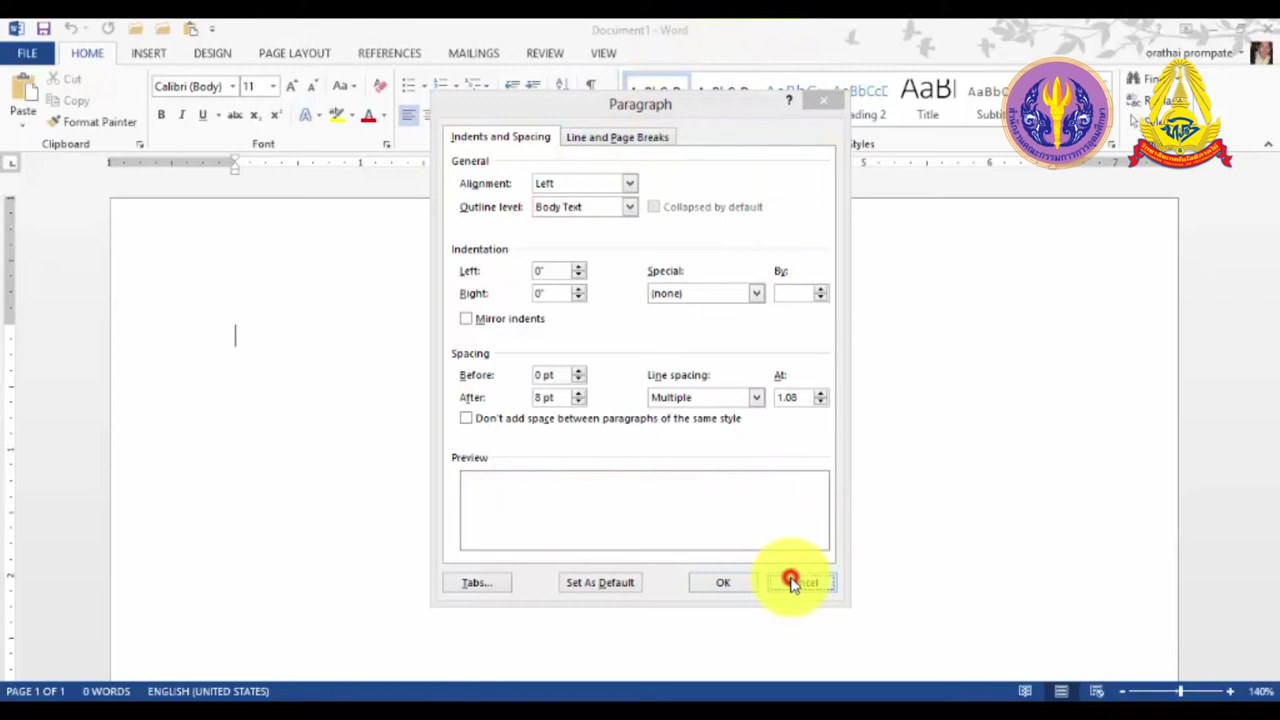 Document1 - Word
FILE HOME INSERT DESIGN PAGE LAYOUT REFERENCES MAILINGS REVIEW VIEW orathai prompate
Cut
Copy
Paste
Format Painter
Calibri (Body) 11
Clipboard Font
Paragraph
Indents and Spacing Line and Page Breaks
General
Alignment: Left
Outline level: Body Text Collapsed by default
Indentation
Left: 0" Special: By:
Right: 0" (none)
Mirror indents
Spacing
Before: 0 pt Line spacing: At:
After: 8 pt Multiple 1.08
Don't add space between paragraphs of the same style
Preview
Tabs... Set As Default OK
Title
PAGE 1 OF 1 0 WORDS ENGLISH (UNITED STATES) 140%